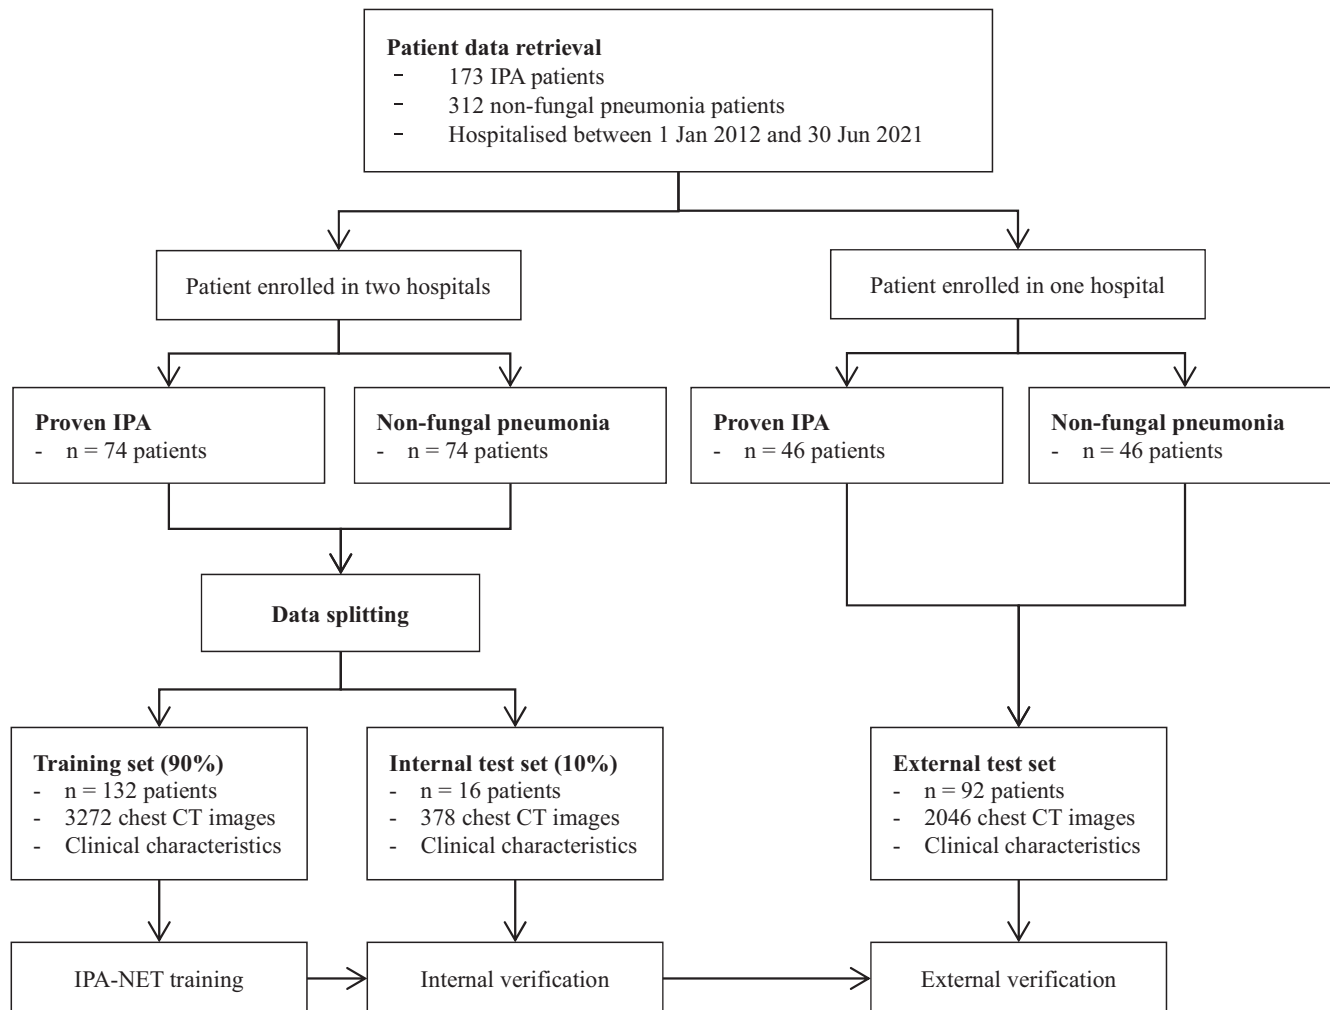 Patient data retrieval
- 173 IPA patients
- 312 non-fungal pneumonia patients
- Hospitalised between 1 Jan 2012 and 30 Jun 2021
Patient enrolled in two hospitals
Patient enrolled in one hospital
Proven IPA
- n = 74 patients
Non-fungal pneumonia
- n = 74 patients
Proven IPA
- n = 46 patients
Non-fungal pneumonia
- n = 46 patients
Data splitting
Training set (90%)
- n = 132 patients
- 3272 chest CT images
- Clinical characteristics
Internal test set (10%)
- n = 16 patients
- 378 chest CT images
- Clinical characteristics
External test set
- n = 92 patients
- 2046 chest CT images
- Clinical characteristics
IPA-NET training
Internal verification
External verification